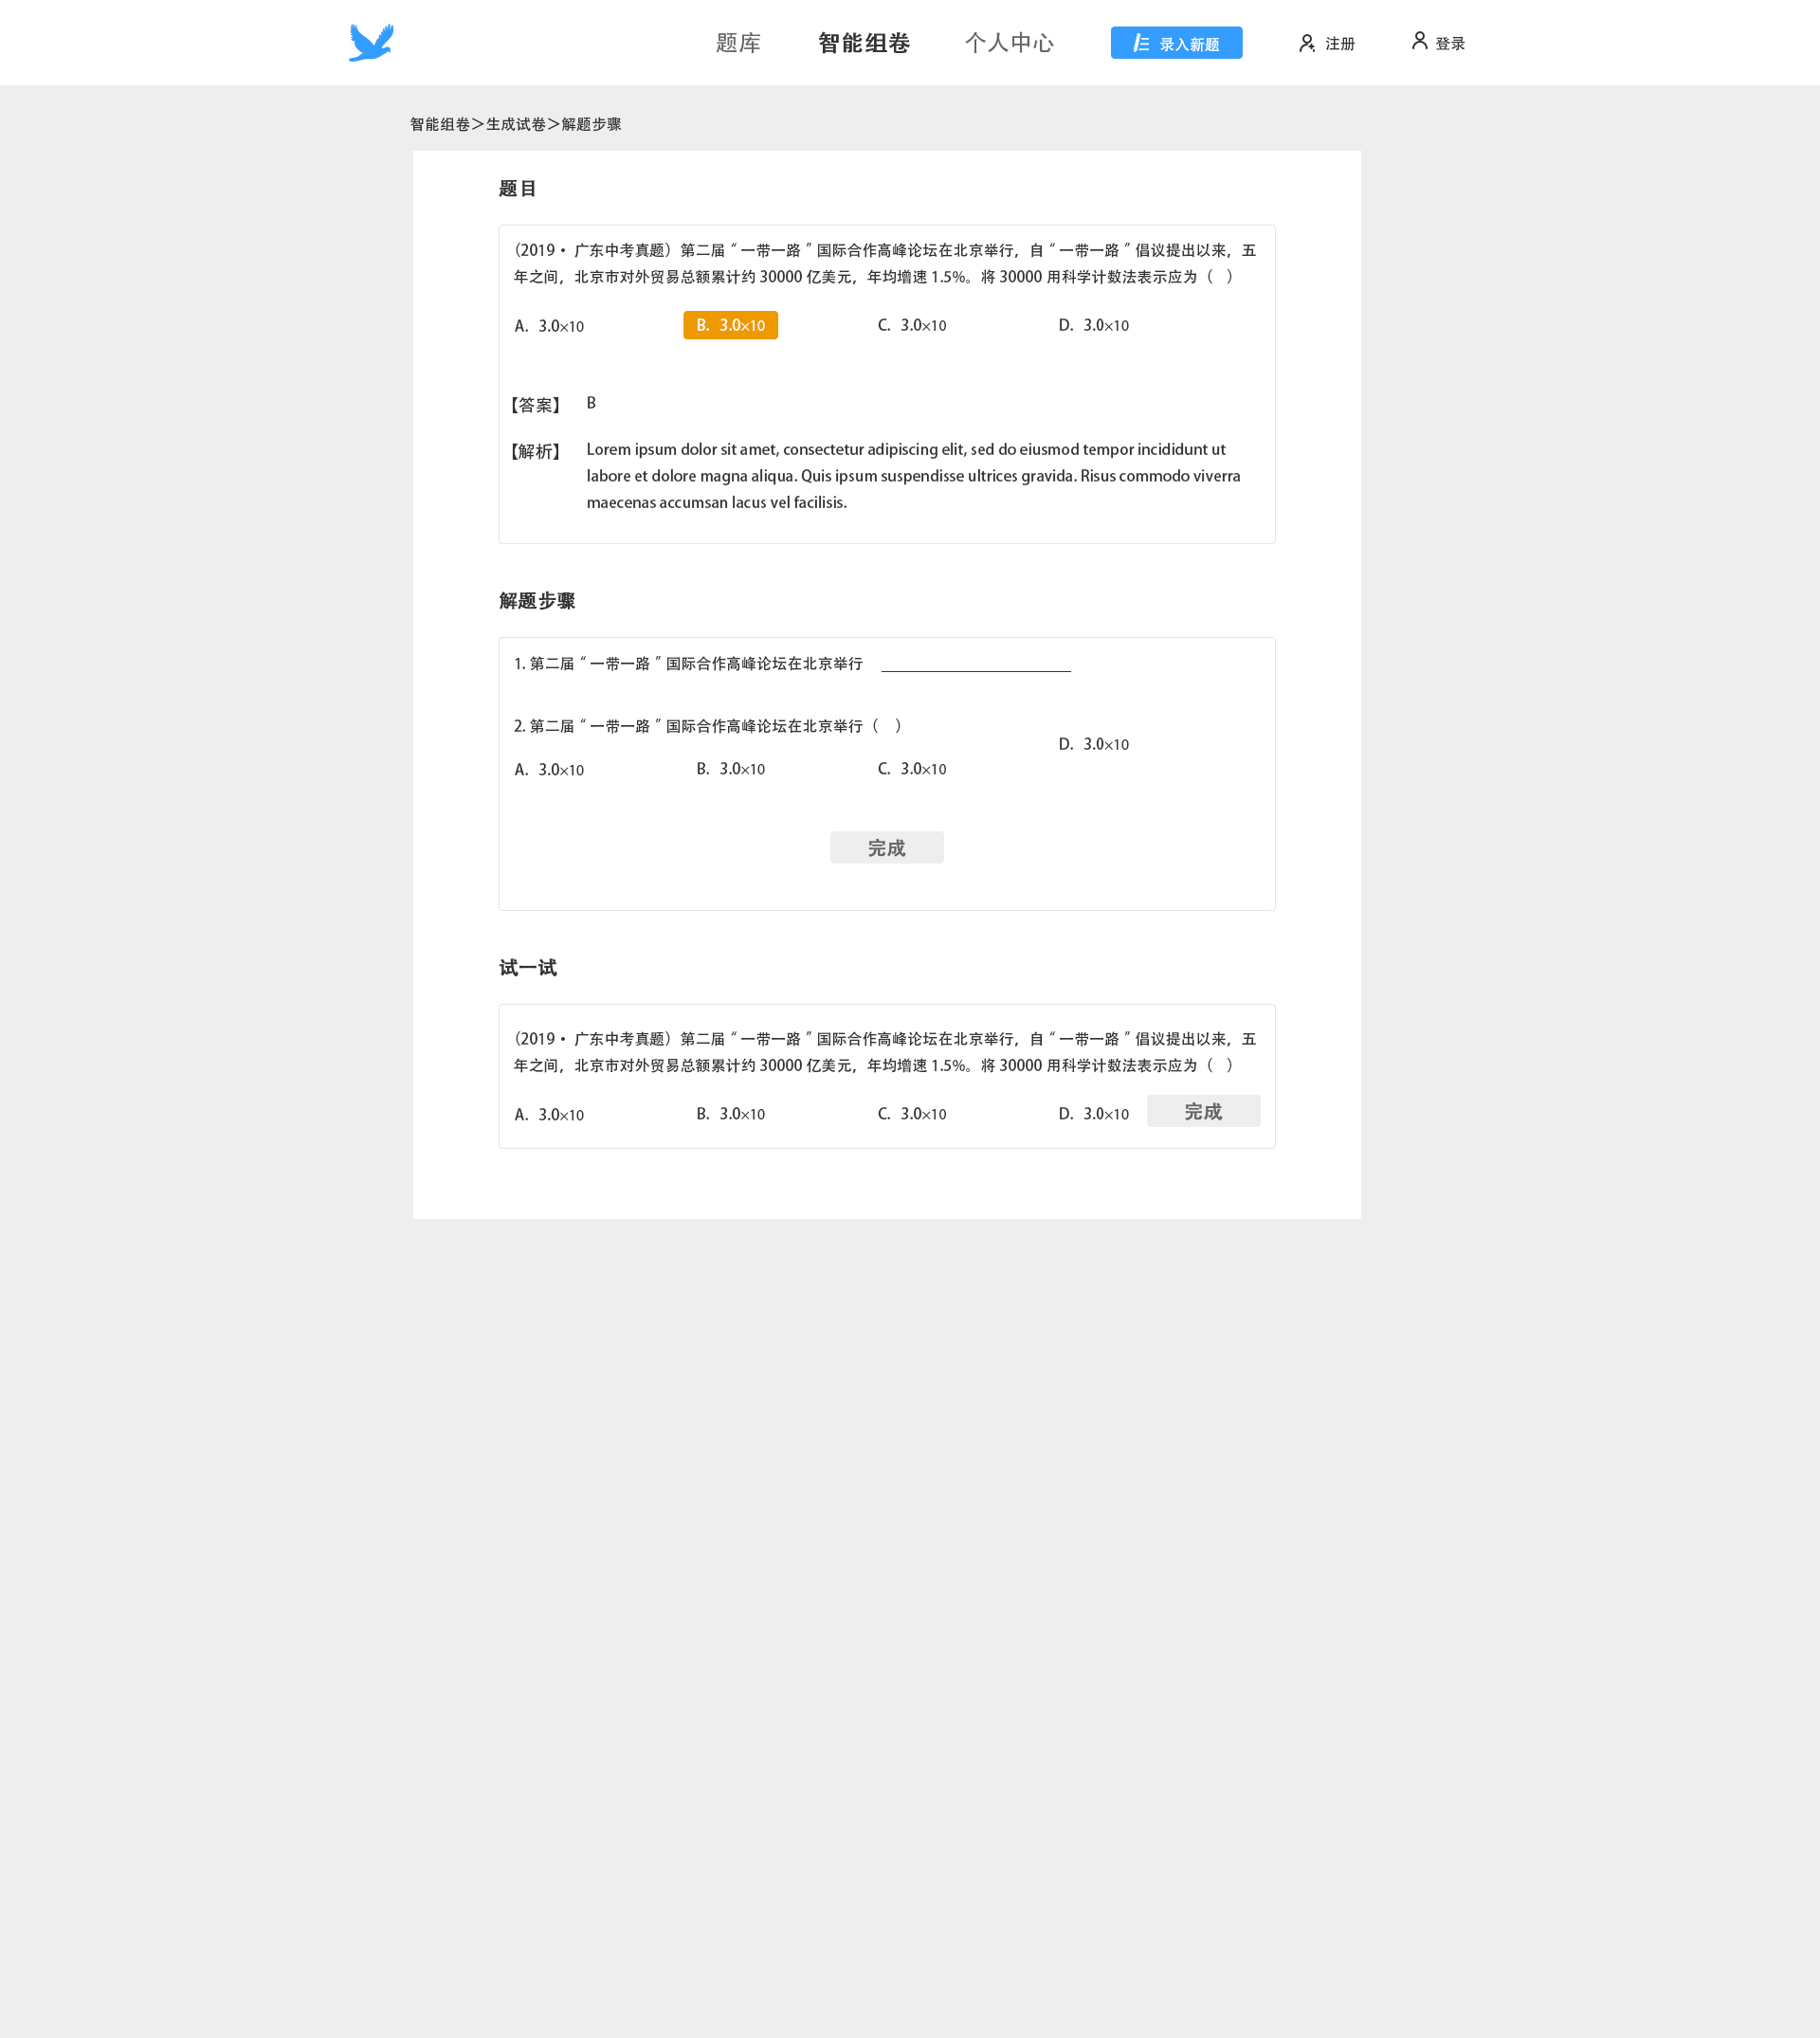 题库 智能组卷 个人中心 录入新题 注册 登录
智能组卷>生成试卷>解题步骤
题目
(2019• 广东中考真题) 第二届“一带一路”国际合作高峰论坛在北京举行, 自“一带一路”倡议提出以来, 五
年之间, 北京市对外贸易总额累计约 30000 亿美元, 年均增速 1.5%。将 30000 用科学计数法表示应为 ( )
A. 3.0×10 B. 3.0×10 C. 3.0×10 D. 3.0×10
【答案】 B
【解析】 Lorem ipsum dolor sit amet, consectetur adipiscing elit, sed do eiusmod tempor incididunt ut
labore et dolore magna aliqua. Quis ipsum suspendisse ultrices gravida. Risus commodo viverra
maecenas accumsan lacus vel facilisis.
解题步骤
1. 第二届“一带一路”国际合作高峰论坛在北京举行 ____________________
2. 第二届“一带一路”国际合作高峰论坛在北京举行 ( )
A. 3.0×10 B. 3.0×10 C. 3.0×10 D. 3.0×10
完成
试一试
(2019• 广东中考真题) 第二届“一带一路”国际合作高峰论坛在北京举行, 自“一带一路”倡议提出以来, 五
年之间, 北京市对外贸易总额累计约 30000 亿美元, 年均增速 1.5%。将 30000 用科学计数法表示应为 ( )
A. 3.0×10 B. 3.0×10 C. 3.0×10 D. 3.0×10 完成